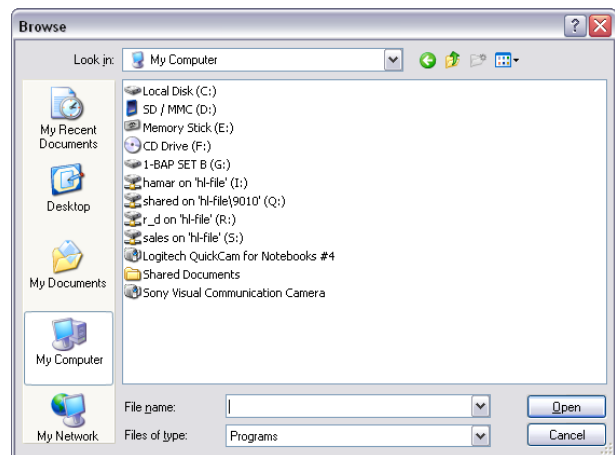 Browse
Look in:
My Computer
My Recent
Documents
Desktop
My Documents
My Computer
My Network
Local Disk (C:)
SD / MMC (D:)
Memory Stick (E:)
CD Drive (F:)
1-BAP SET B (G:)
hamar on 'hl-file' (I:)
shared on 'hl-file\9010' (Q:)
r_d on 'hl-file' (R:)
sales on 'hl-file' (S:)
Logitech QuickCam for Notebooks #4
Shared Documents
Sony Visual Communication Camera
File name:
Open
Files of type:
Programs
Cancel